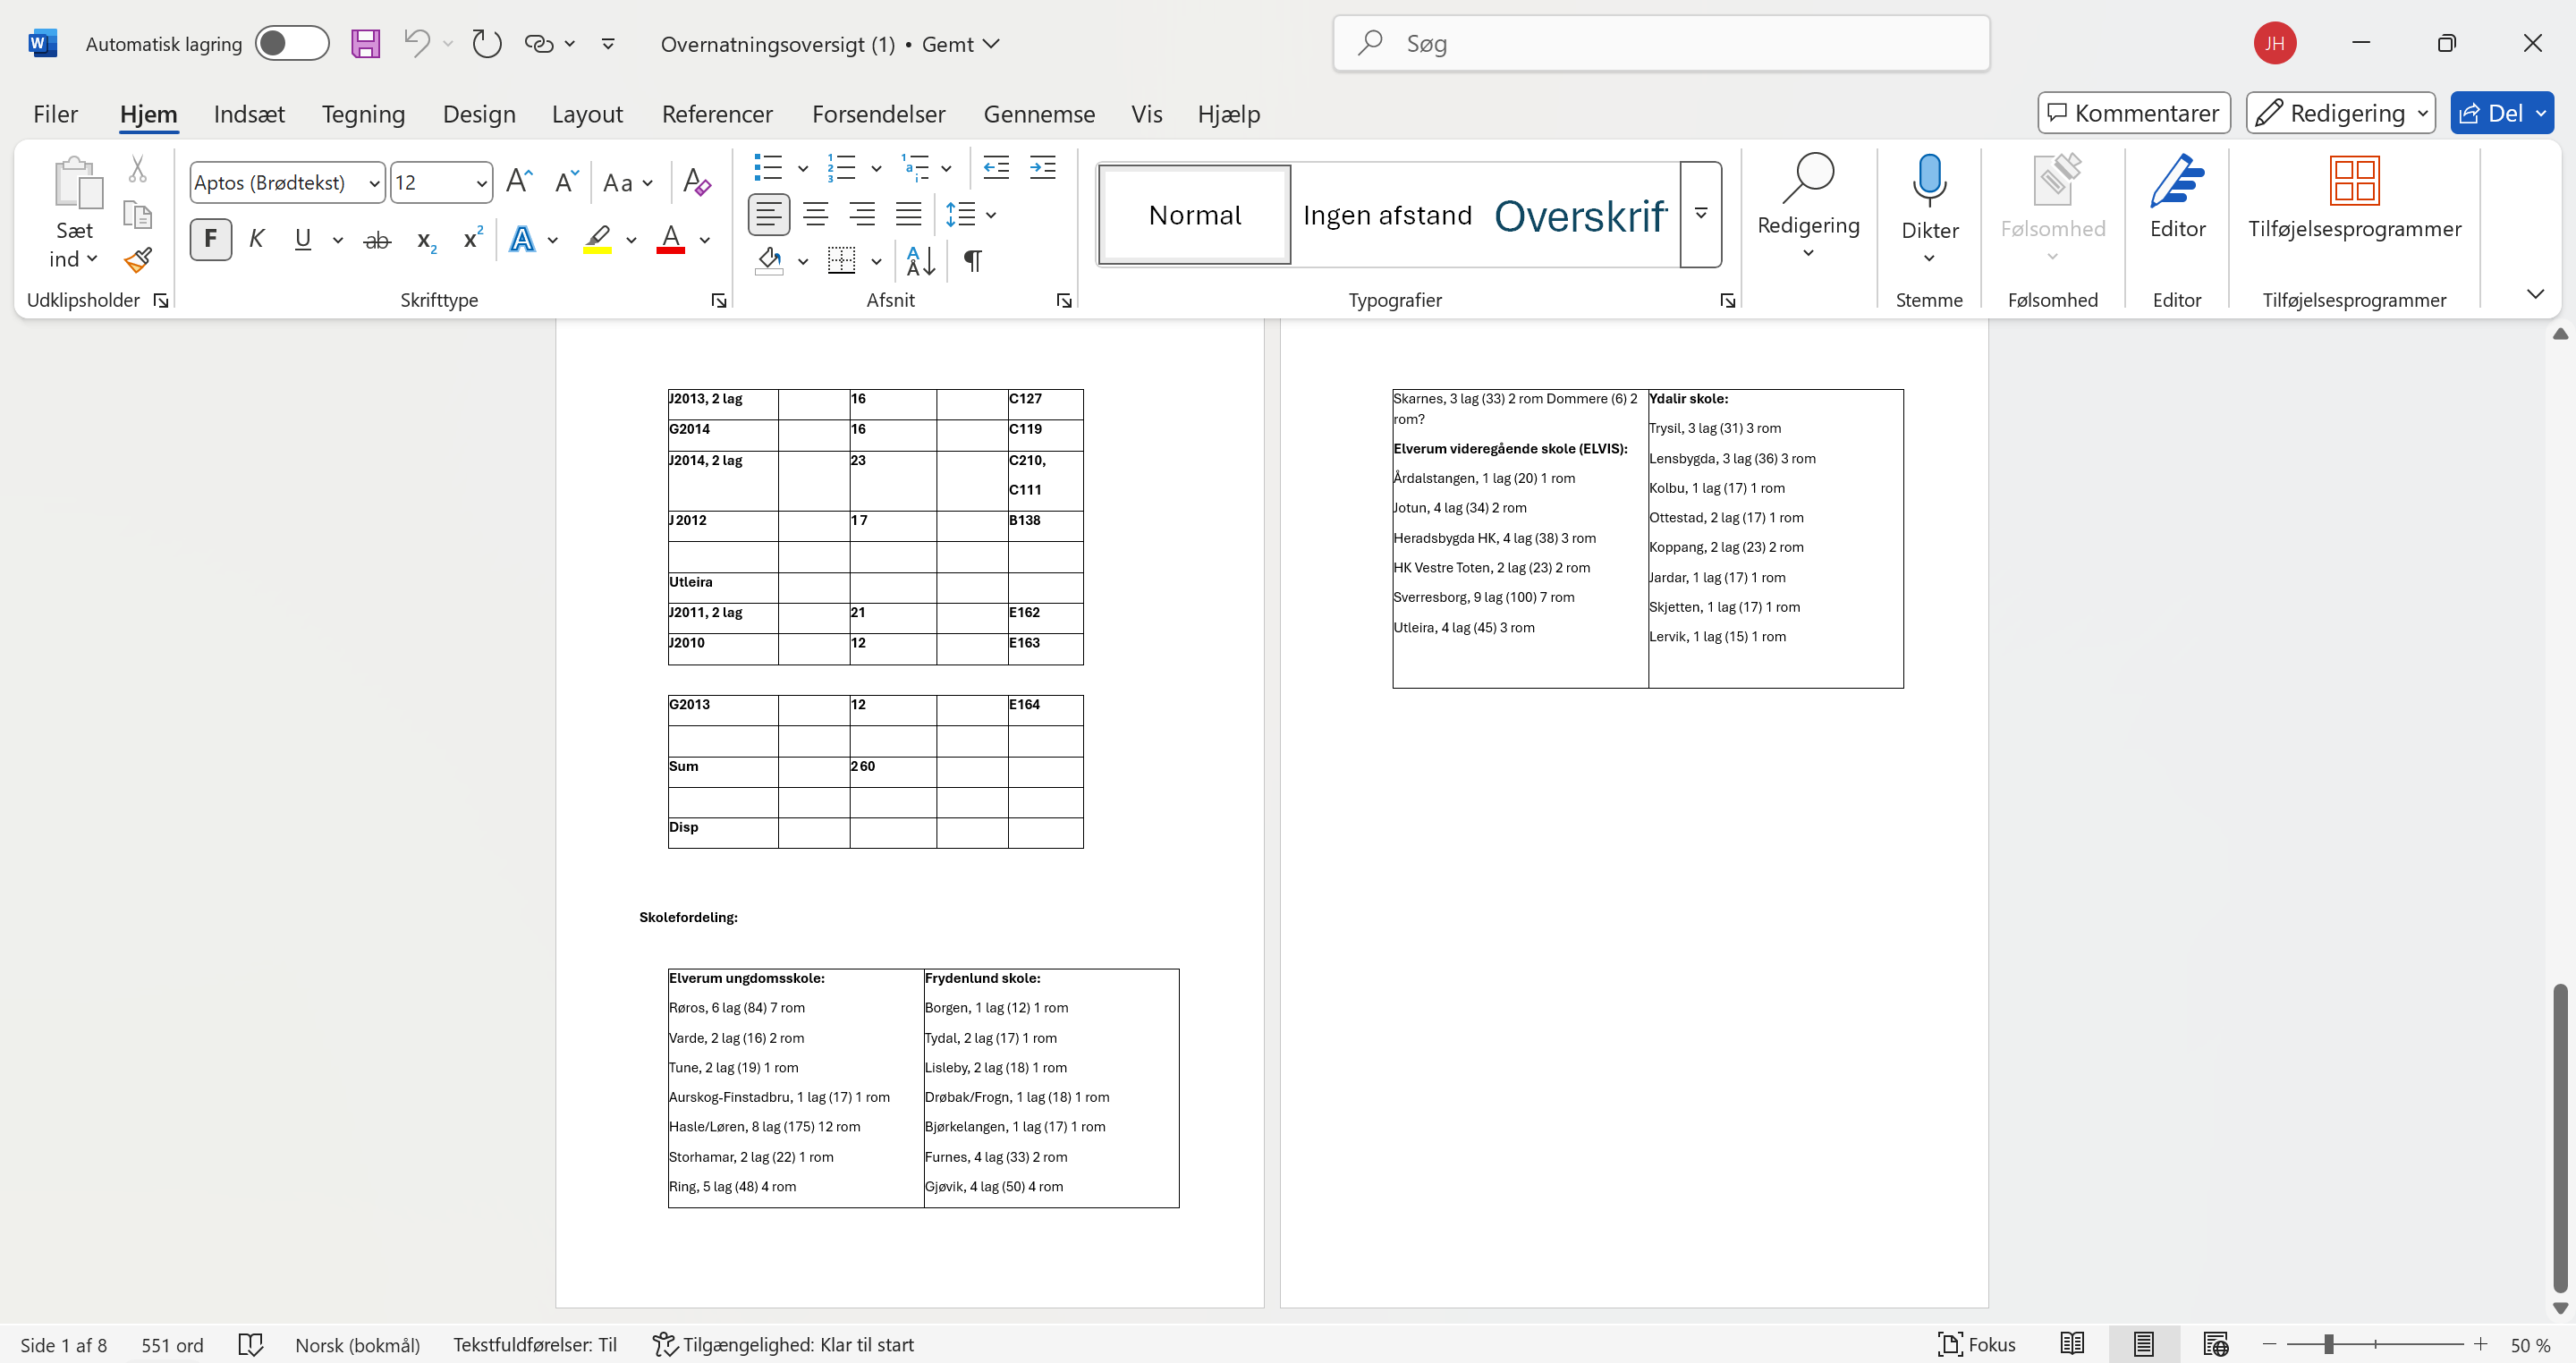 Automatisk lagring
Overnatningsoversigt (1) • Gemt
Søg
JH
Filer Hjem Indsæt Tegning Design Layout Referencer Forsendelser Gennemse Vis Hjælp
Kommentarer Redigering Del
Sæt ind
Udklipsholder
Aptos (Brødtekst) 12
Skrifttype
Afsnit
Normal Ingen afstand Overskrif
Typografier
Redigering
Dikter
Stemme
Følsomhed
Følsomhed
Editor
Editor
Tilføjelsesprogrammer
Tilføjelsesprogrammer
J2013, 2 lag 16 C127
G2014 16 C119
J2014, 2 lag 23 C210,
C111
J2012 17 B138
Utleira
J2011, 2 lag 21 E162
J2010 12 E163
G2013 12 E164
Sum 260
Disp
Skolefordeling:
Elverum ungdomsskole:
Røros, 6 lag (84) 7 rom
Varde, 2 lag (16) 2 rom
Tune, 2 lag (19) 1 rom
Aurskog-Finstadbru, 1 lag (17) 1 rom
Hasle/Løren, 8 lag (175) 12 rom
Storhamar, 2 lag (22) 1 rom
Ring, 5 lag (48) 4 rom
Frydenlund skole:
Borgen, 1 lag (12) 1 rom
Tydal, 2 lag (17) 1 rom
Lisleby, 2 lag (18) 1 rom
Drøbak/Frogn, 1 lag (18) 1 rom
Bjørkelangen, 1 lag (17) 1 rom
Furnes, 4 lag (33) 2 rom
Gjøvik, 4 lag (50) 4 rom
Skarnes, 3 lag (33) 2 rom Dommere (6) 2
rom?
Elverum videregående skole (ELVIS):
Årdalstangen, 1 lag (20) 1 rom
Jotun, 4 lag (34) 2 rom
Heradsbygda HK, 4 lag (38) 3 rom
HK Vestre Toten, 2 lag (23) 2 rom
Sverresborg, 9 lag (100) 7 rom
Utleira, 4 lag (45) 3 rom
Ydalir skole:
Trysil, 3 lag (31) 3 rom
Lensbygda, 3 lag (36) 3 rom
Kolbu, 1 lag (17) 1 rom
Ottestad, 2 lag (17) 1 rom
Koppang, 2 lag (23) 2 rom
Jardar, 1 lag (17) 1 rom
Skjetten, 1 lag (17) 1 rom
Lervik, 1 lag (15) 1 rom
Side 1 af 8 551 ord Norsk (bokmål) Tekstfuldførelser: Til Tilgængelighed: Klar til start Fokus 50 %